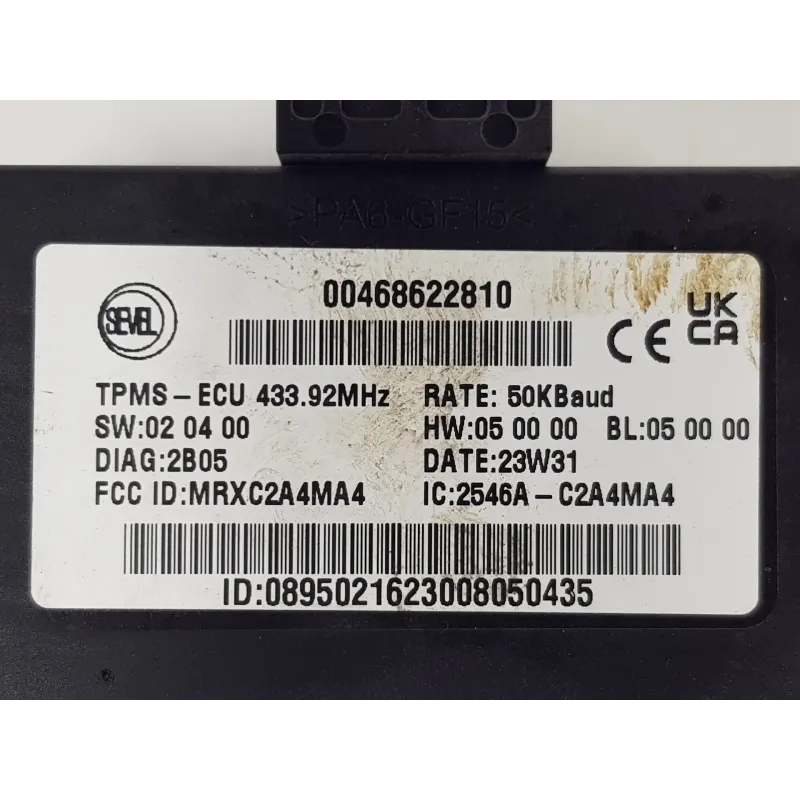 >PA6-GF15<
00468622810
SEVEL
CE
UK
CA
TPMS-ECU 433.92MHz RATE: 50KBaud
SW:02 04 00 HW:05 00 00 BL:05 00 00
DIAG:2B05 DATE:23W31
FCC ID:MRXC2A4MA4 IC:2546A-C2A4MA4
ID:0895021623008050435